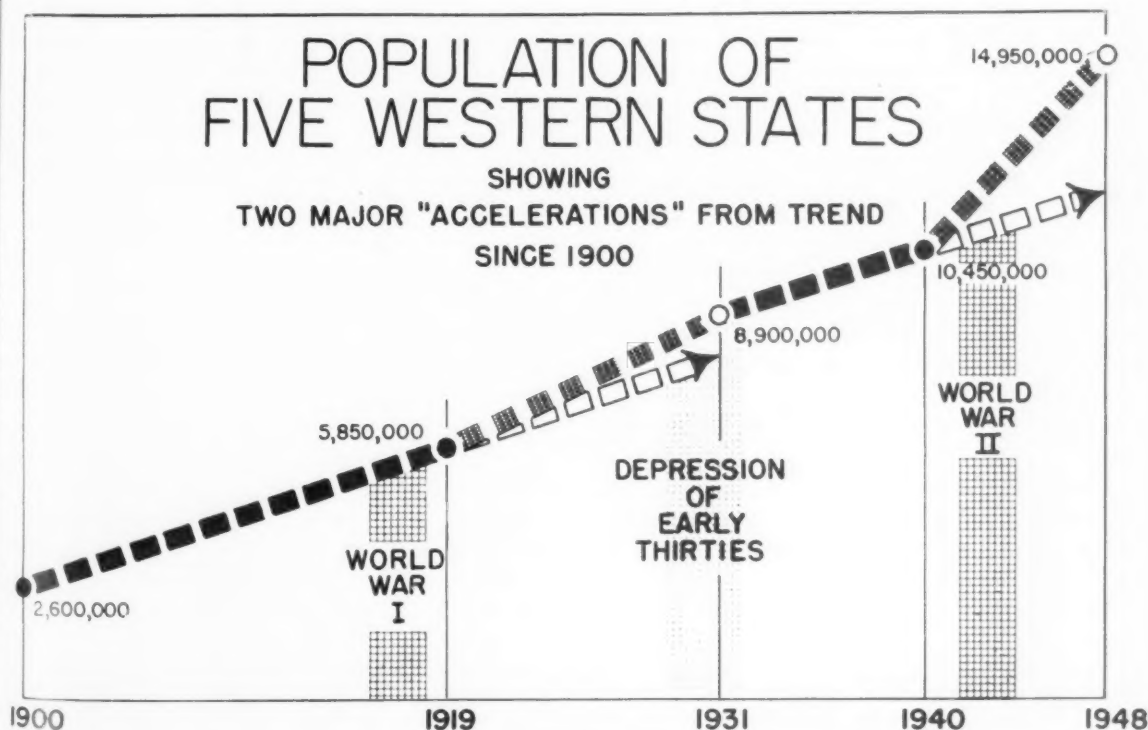 POPULATION OF
FIVE WESTERN STATES
SHOWING
TWO MAJOR "ACCELERATIONS" FROM TREND
SINCE 1900
14,950,000
10,450,000
8,900,000
5,850,000
2,600,000
WORLD
WAR
I
DEPRESSION
OF
EARLY
THIRTIES
WORLD
WAR
II
1900 1919 1931 1940 1948